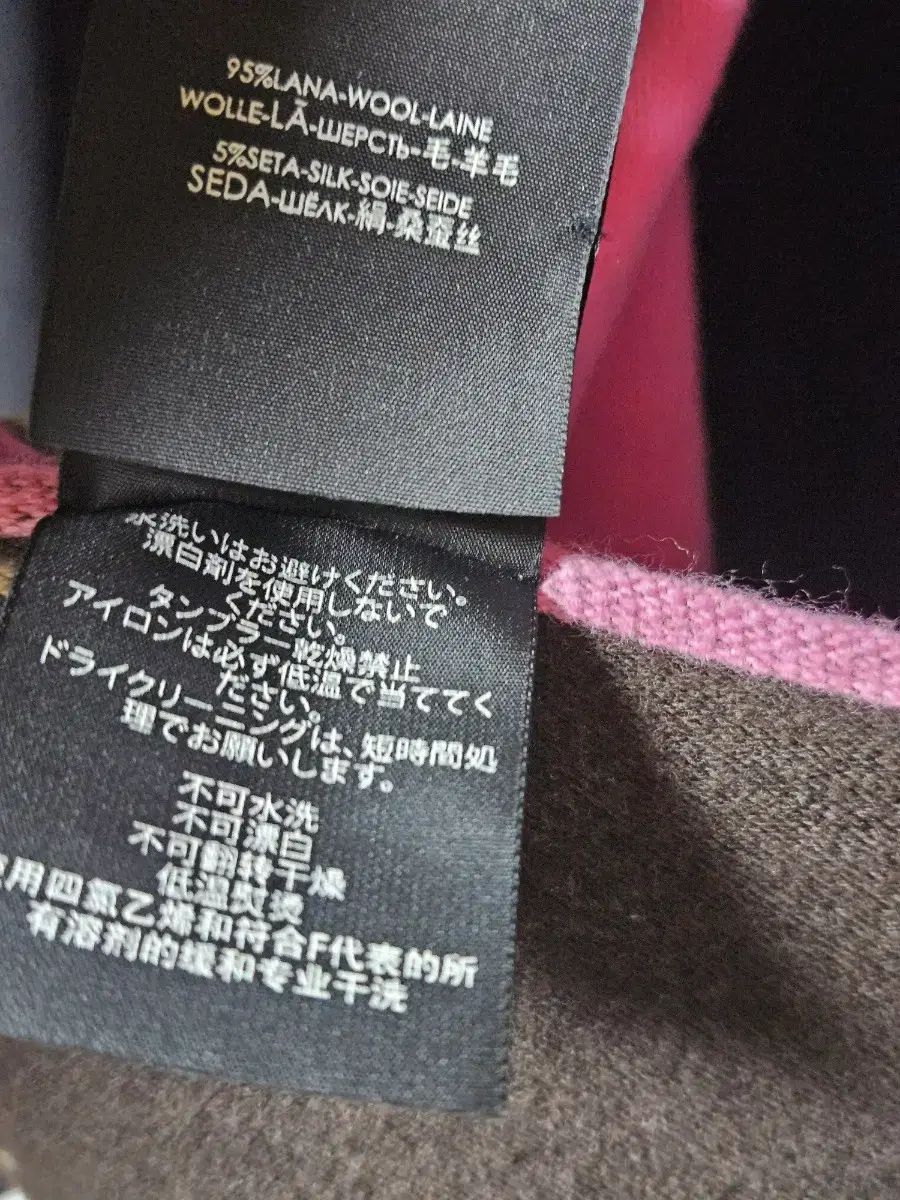 95%LANA-WOOL-LAINE
WOLLE-LÃ-ШЕРСТЬ-毛-羊毛
5%SETA-SILK-SOIE-SEIDE
SEDA-ШЁЛК-絹-桑蚕丝
水洗いはお避けください。
漂白剤を使用しないで
ください。
タンブラー乾燥禁止
アイロンは必ず低温で当ててく
ださい。
ドライクリーニングは、短時間処
理でお願いします。
不可水洗
不可漂白
不可翻转干燥
低温熨烫
用四氯乙烯和符合F代表的所
有溶剂的缓和专业干洗